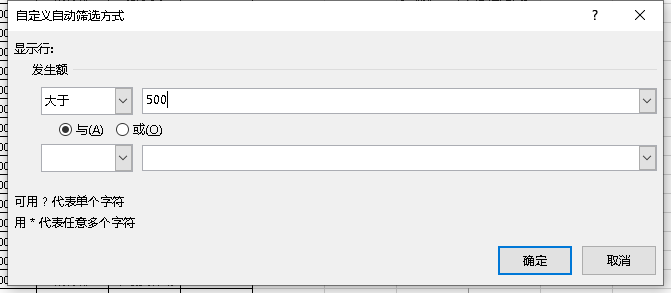 自定义自动筛选方式 ? ×
显示行:
发生额
大于 500
与(A) 或(O)
可用 ? 代表单个字符
用 * 代表任意多个字符
确定 取消